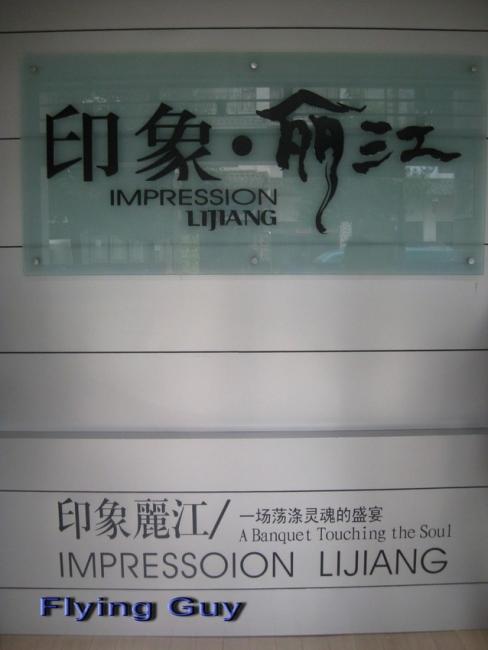 印象·丽江
IMPRESSION
LIJIANG
印象麗江/ 一场荡涤灵魂的盛宴
A Banquet Touching the Soul
IMPRESSOION LIJIANG
Flying Guy